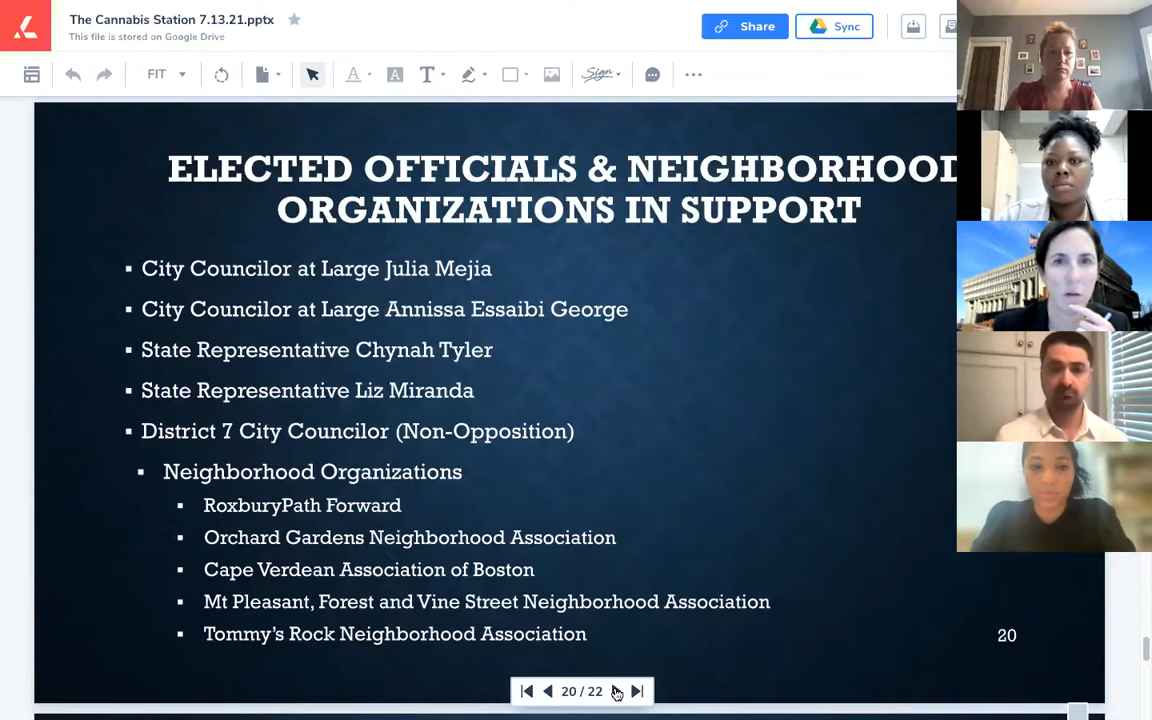 The Cannabis Station 7.13.21.pptx
This file is stored on Google Drive
Share
Sync
FIT
A
A
T
Sign
ELECTED OFFICIALS & NEIGHBORHOOD
ORGANIZATIONS IN SUPPORT
▪ City Councilor at Large Julia Mejia
▪ City Councilor at Large Annissa Essaibi George
▪ State Representative Chynah Tyler
▪ State Representative Liz Miranda
▪ District 7 City Councilor (Non-Opposition)
▪ Neighborhood Organizations
▪ RoxburyPath Forward
▪ Orchard Gardens Neighborhood Association
▪ Cape Verdean Association of Boston
▪ Mt Pleasant, Forest and Vine Street Neighborhood Association
▪ Tommy's Rock Neighborhood Association
20
20 / 22